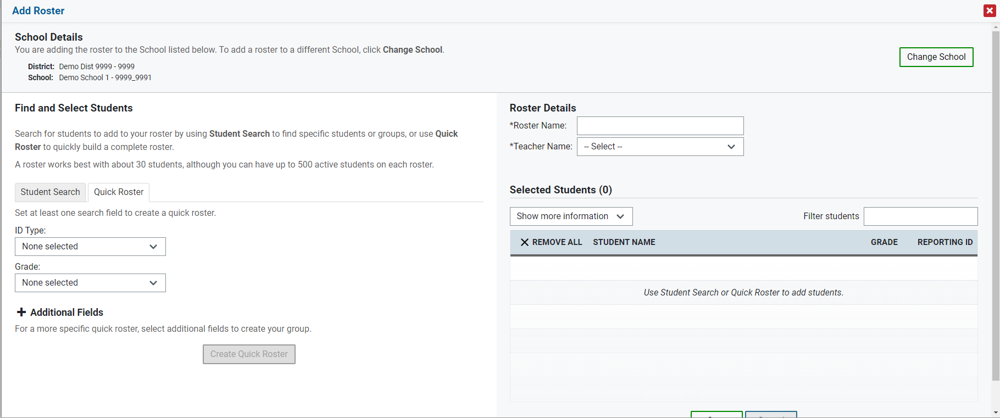 Add Roster
School Details
You are adding the roster to the School listed below. To add a roster to a different School, click Change School.
Change School
District: Demo Dist 9999 - 9999
School: Demo School 1 - 9999_9991
Find and Select Students
Search for students to add to your roster by using Student Search to find specific students or groups, or use Quick
Roster to quickly build a complete roster.
A roster works best with about 30 students, although you can have up to 500 active students on each roster.
Student Search Quick Roster
Set at least one search field to create a quick roster.
ID Type:
None selected
Grade:
None selected
Additional Fields
For a more specific quick roster, select additional fields to create your group.
Create Quick Roster
Roster Details
*Roster Name:
*Teacher Name: -- Select --
Selected Students (0)
Show more information Filter students
REMOVE ALL STUDENT NAME GRADE REPORTING ID
Use Student Search or Quick Roster to add students.